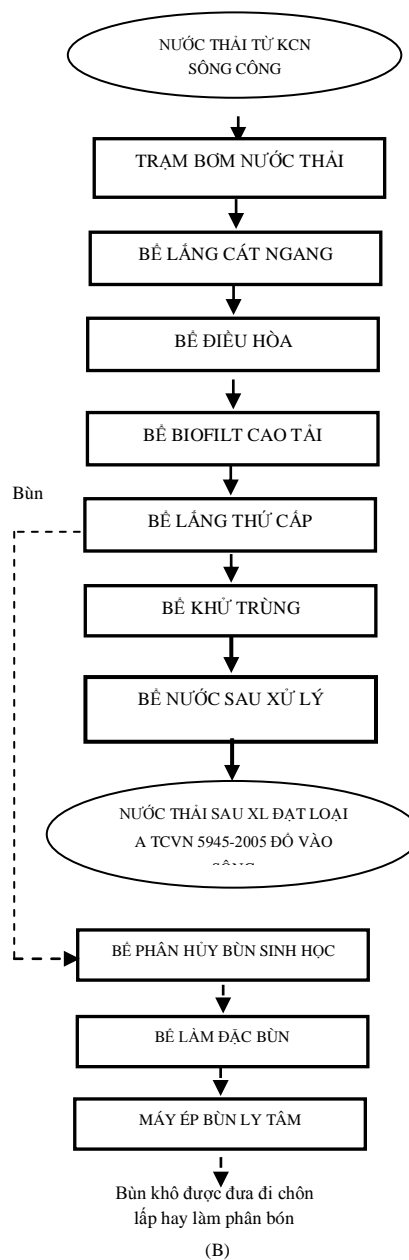 NƯỚC THẢI TỪ KCN
SÔNG CÔNG
TRẠM BƠM NƯỚC THẢI
BỂ LẮNG CÁT NGANG
BỂ ĐIỀU HÒA
BỂ BIOFILT CAO TẢI
Bùn
BỂ LẮNG THỨ CẤP
BỂ KHỬ TRÙNG
BỂ NƯỚC SAU XỬ LÝ
NƯỚC THẢI SAU XL ĐẠT LOẠI
A TCVN 5945-2005 ĐỔ VÀO
SÔNG
BỂ PHÂN HỦY BÙN SINH HỌC
BỂ LÀM ĐẶC BÙN
MÁY ÉP BÙN LY TÂM
Bùn khô được đưa đi chôn
lấp hay làm phân bón
(B)